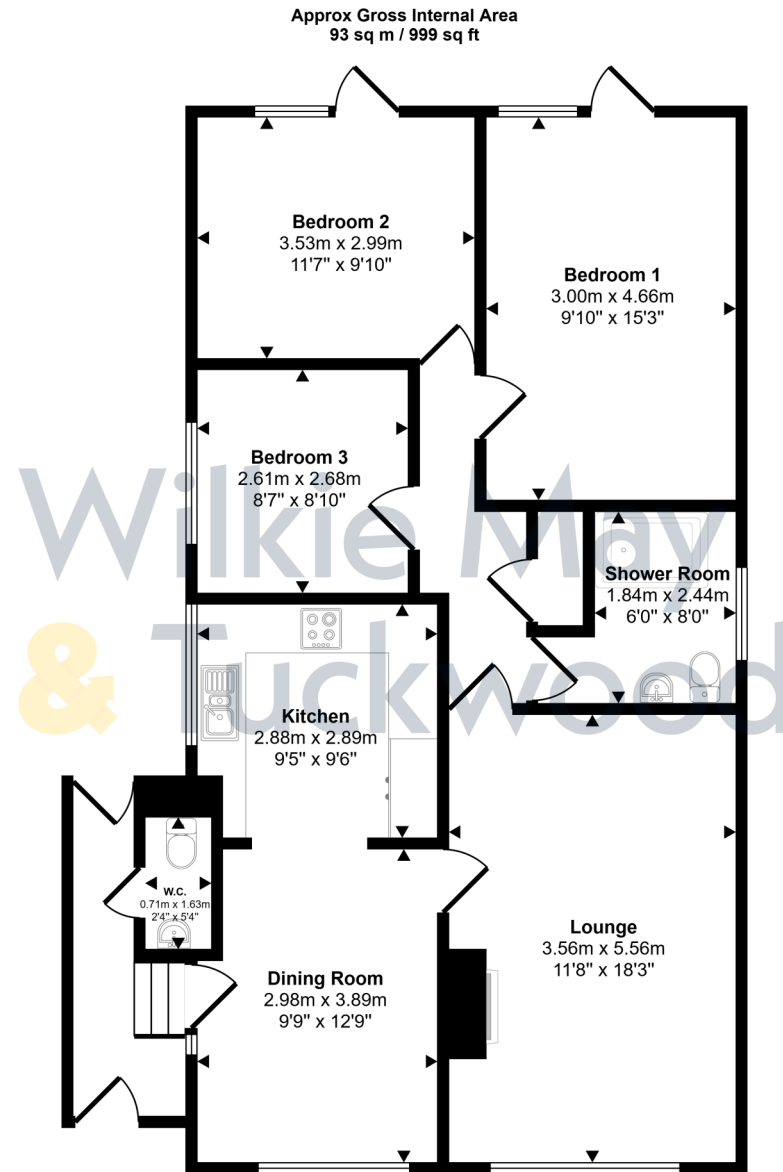 Approx Gross Internal Area
93 sq m / 999 sq ft
Bedroom 2
3.53m x 2.99m
11'7" x 9'10"
Bedroom 1
3.00m x 4.66m
9'10" x 15'3"
Bedroom 3
2.61m x 2.68m
8'7" x 8'10"
Wilkie May
& Tuckwood
Shower Room
1.84m x 2.44m
6'0" x 8'0"
Kitchen
2.88m x 2.89m
9'5" x 9'6"
W.C.
0.71m x 1.63m
2'4" x 5'4"
Lounge
3.56m x 5.56m
11'8" x 18'3"
Dining Room
2.98m x 3.89m
9'9" x 12'9"